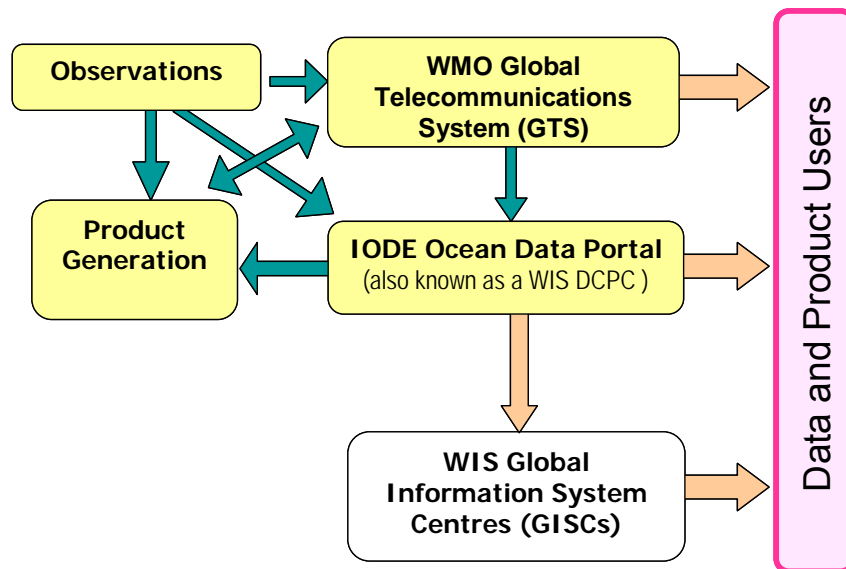 Observations
WMO Global
Telecommunications
System (GTS)
Product
Generation
IODE Ocean Data Portal
(also known as a WIS DCPC )
WIS Global
Information System
Centres (GISCs)
Data and Product Users